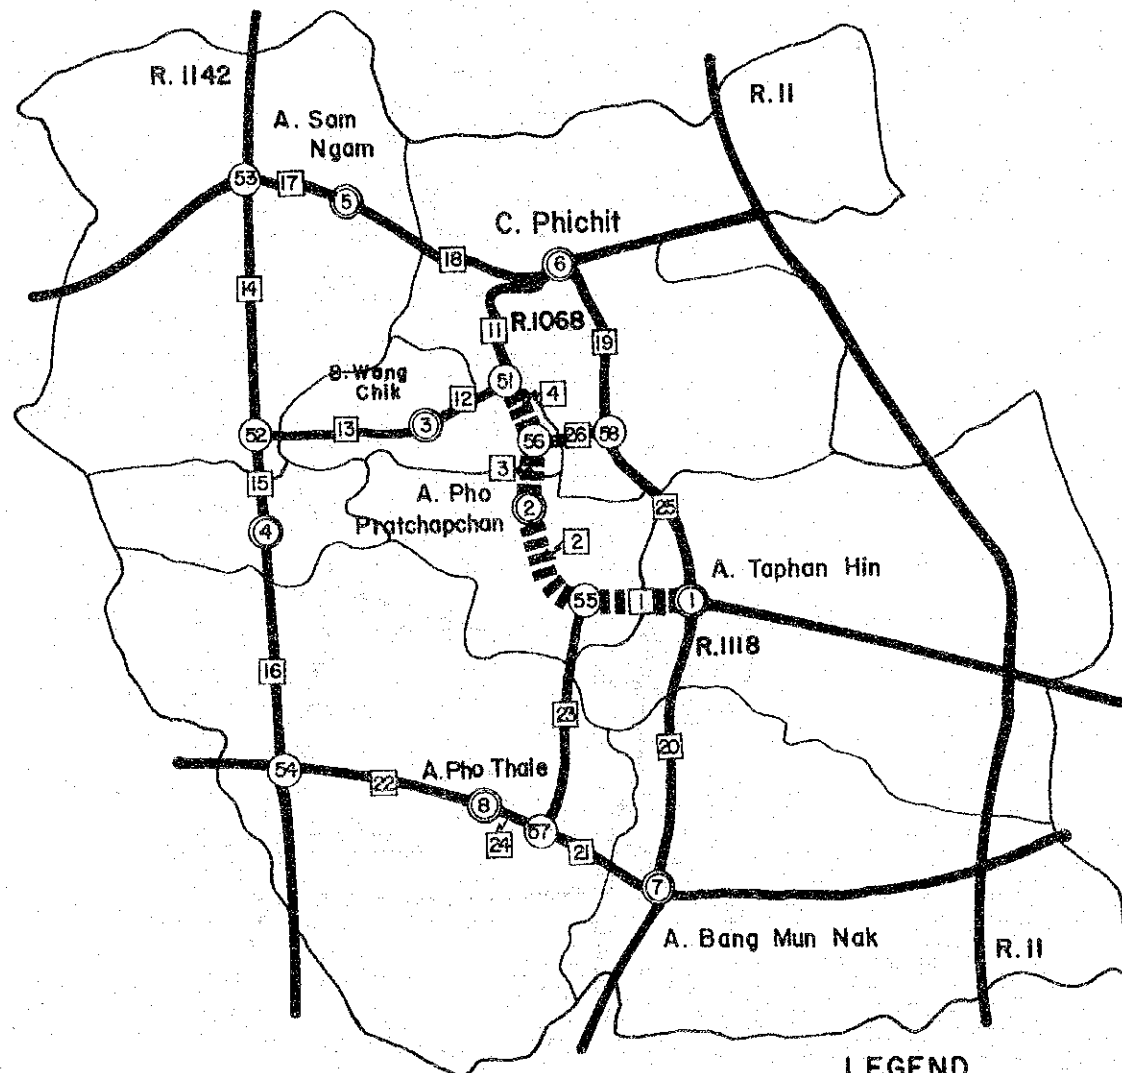 R. 1142
R. 11
A. Sam
Ngam
53
17
5
C. Phichit
18
6
14
11
R.1068
19
B. Wang
Chik
51
4
12
3
13
52
56
26
58
15
3
A. Pho
Pratchapchan
2
25
4
2
A. Taphan Hin
55
1
1
R.1118
16
23
20
54
22
A. Pho Thale
8
57
24
21
7
A. Bang Mun Nak
R. 11
LEGEND